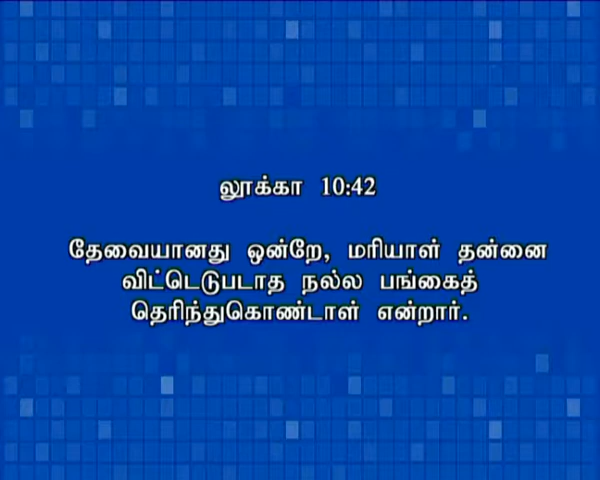 லூக்கா 10:42
தேவையானது ஒன்றே, மரியாள் தன்னை
விட்டெடுபடாத நல்ல பங்கைத்
தெரிந்துகொண்டாள் என்றார்.